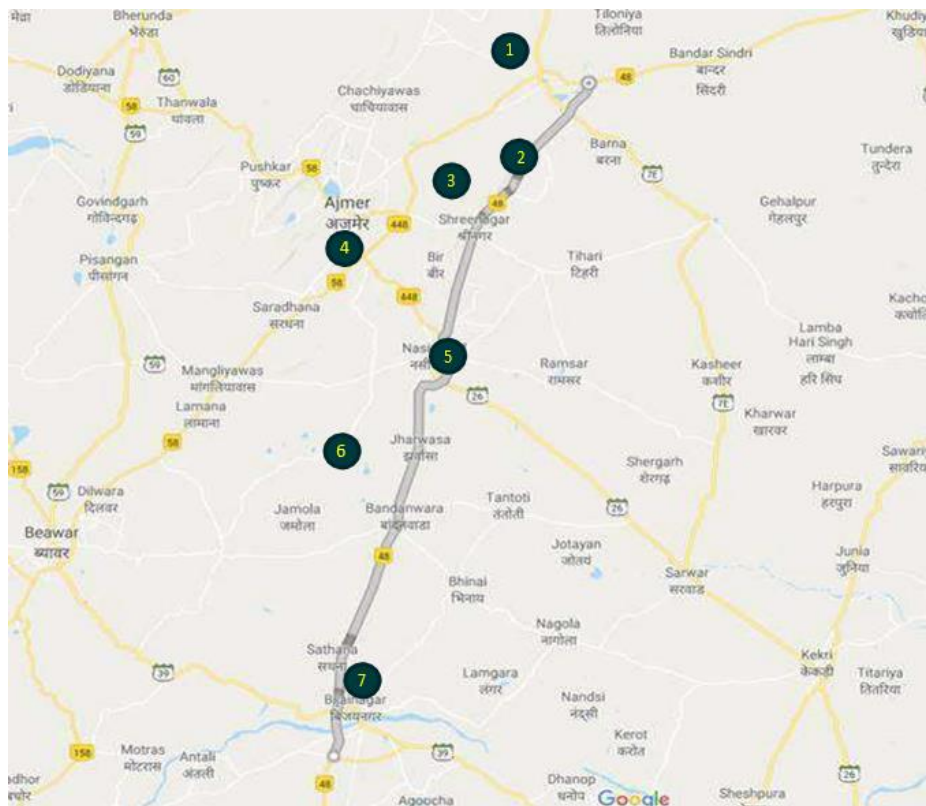 मेवा
Bherunda
भेरुंडा
Tiloniya
तिलोनिया
Khudiy
खुडिया
1
Bandar Sindri
बान्दर
सिंदरी
48
Dodiyana
डोडियाना
60
58
Thanwala
थांवला
Chachiyawas
चाचियावास
59
2
Barna
बरना
7E
Tundera
तुन्देरा
Pushkar
पुष्कर
58
3
Govindgarh
गोविन्दगढ़
Ajmer
अजमेर
448
48
Shreenagar
श्रीनगर
Gehalpur
गेहलपुर
4
Pisangan
पीसांगन
58
Bir
बीर
Tihari
टिहरी
Saradhana
सरधना
448
Kacho
कचोलि
Lamba
Hari Singh
लाम्बा
हरि सिंघ
5
59
Mangliyawas
मांगलियावास
Ramsar
रामसर
Kasheer
कशीर
26
Lamana
लामाना
7E
Kharwar
खारवर
58
6
Jharwasa
158
Shergarh
शेरगढ़
Sawariy
सावरिय
59
Dilwara
दिलवर
Harpura
हरपुरा
Jamola
जमोला
Bandanwara
Tantoti
तंतोती
26
Beawar
ब्यावर
48
Jotayan
जोतयं
Junia
जुनिया
Bhinai
भिनाय
Sarwar
सरवाड
Nagola
नागोला
Sathana
सथना
Kekri
केकड़ी
39
7
Lamgara
लंगर
Titariya
तितरिया
Bijainagar
बिजयनगर
Nandsi
नंद्सी
158
Motras
मोटरास
Antali
अंतली
39
Kerot
करोत
26
48
Dhanop
धनोप
Google
Agoocha
Sheshpura